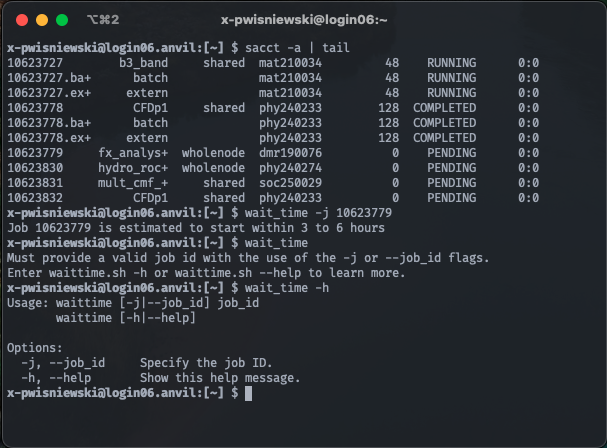 ⌥⌘2 x-pwisniewski@login06:~
x-pwisniewski@login06.anvil:[~] $ sacct -a | tail
10623727 b3_band shared mat210034 48 RUNNING 0:0
10623727.ba+ batch mat210034 48 RUNNING 0:0
10623727.ex+ extern mat210034 48 RUNNING 0:0
10623778 CFDp1 shared phy240233 128 COMPLETED 0:0
10623778.ba+ batch phy240233 128 COMPLETED 0:0
10623778.ex+ extern phy240233 128 COMPLETED 0:0
10623779 fx_analys+ wholenode dmr190076 0 PENDING 0:0
10623830 hydro_roc+ wholenode phy240274 0 PENDING 0:0
10623831 mult_cmf_+ shared soc250029 0 PENDING 0:0
10623832 CFDp1 shared phy240233 0 PENDING 0:0
x-pwisniewski@login06.anvil:[~] $ wait_time -j 10623779
Job 10623779 is estimated to start within 3 to 6 hours
x-pwisniewski@login06.anvil:[~] $ wait_time
Must provide a valid job id with the use of the -j or --job_id flags.
Enter waittime.sh -h or waittime.sh --help to learn more.
x-pwisniewski@login06.anvil:[~] $ wait_time -h
Usage: waittime [-j|--job_id] job_id
waittime [-h|--help]
Options:
-j, --job_id Specify the job ID.
-h, --help Show this help message.
x-pwisniewski@login06.anvil:[~] $